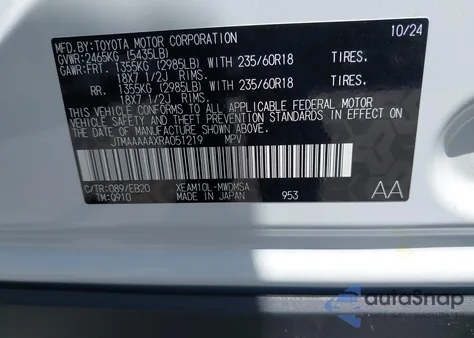 MFD.BY:TOYOTA MOTOR CORPORATION 10/24
GVWR:2465KG (5435LB)
GAWR:FRT. 1355KG (2985LB) WITH 235/60R18 TIRES.
18X7 1/2J RIMS.
RR. 1355KG (2985LB) WITH 235/60R18 TIRES.
18X7 1/2J RIMS.
THIS VEHICLE CONFORMS TO ALL APPLICABLE FEDERAL MOTOR
VEHICLE SAFETY AND THEFT PREVENTION STANDARDS IN EFFECT
ON THE DATE OF MANUFACTURE SHOWN ABOVE.
JTMAAAAAXRA051219 MPV
C/TR:089/EB20 XEAM10L-MWDMSA AA
TM:Q910 MADE IN JAPAN 953
autoSnap